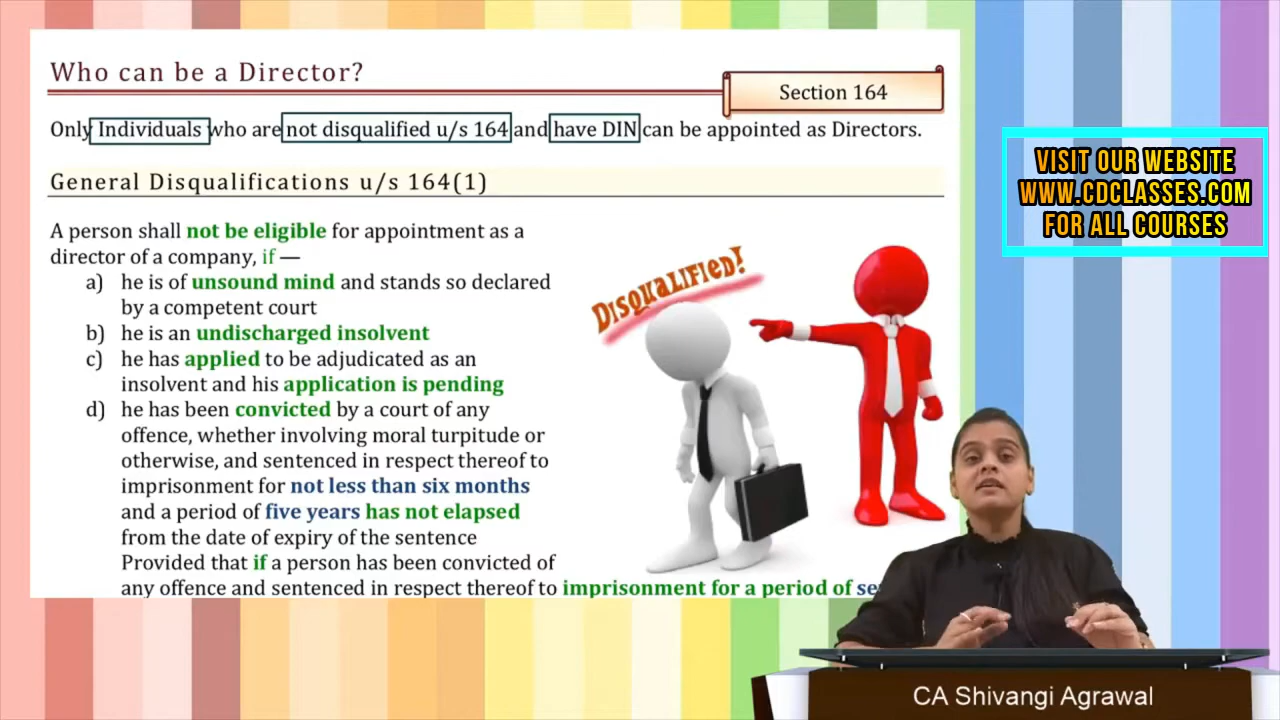 Who can be a Director?
Section 164
Only Individuals who are not disqualified u/s 164 and have DIN can be appointed as Directors.
General Disqualifications u/s 164(1)
A person shall not be eligible for appointment as a
director of a company, if —
a) he is of unsound mind and stands so declared
by a competent court
b) he is an undischarged insolvent
c) he has applied to be adjudicated as an
insolvent and his application is pending
d) he has been convicted by a court of any
offence, whether involving moral turpitude or
otherwise, and sentenced in respect thereof to
imprisonment for not less than six months
and a period of five years has not elapsed
from the date of expiry of the sentence
Provided that if a person has been convicted of
any offence and sentenced in respect thereof to imprisonment for a period of
DISQUALIFIED!
VISIT OUR WEBSITE
WWW.CDCLASSES.COM
FOR ALL COURSES
CA Shivangi Agrawal